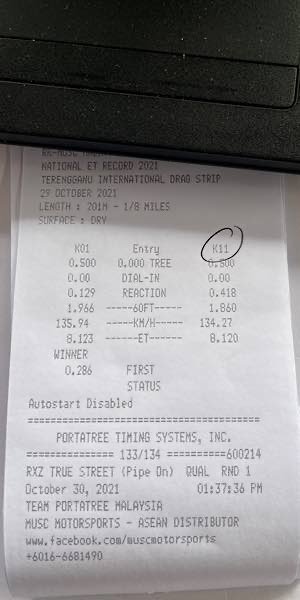 NATIONAL ET RECORD 2021
TERENGGANU INTERNATIONAL DRAG STRIP
29 OCTOBER 2021
LENGTH : 201M - 1/8 MILES
SURFACE : DRY
K01 Entry K11
0.500 0.000 TREE 0.500
0.00 DIAL-IN 0.00
0.129 REACTION 0.418
1.966 -----60FT----- 1.860
135.94 -----KM/H----- 134.27
8.123 ------ET------ 8.120
WINNER
0.286 FIRST
STATUS
Autostart Disabled
========================================
PORTATREE TIMING SYSTEMS, INC.
=============== 133/134 ==========600214
RXZ TRUE STREET (Pipe On) QUAL RND 1
October 30, 2021 01:37:36 PM
TEAM PORTATREE MALAYSIA
MUSC MOTORSPORTS - ASEAN DISTRIBUTOR
www.facebook.com/muscmotorsports
+6016-6681490